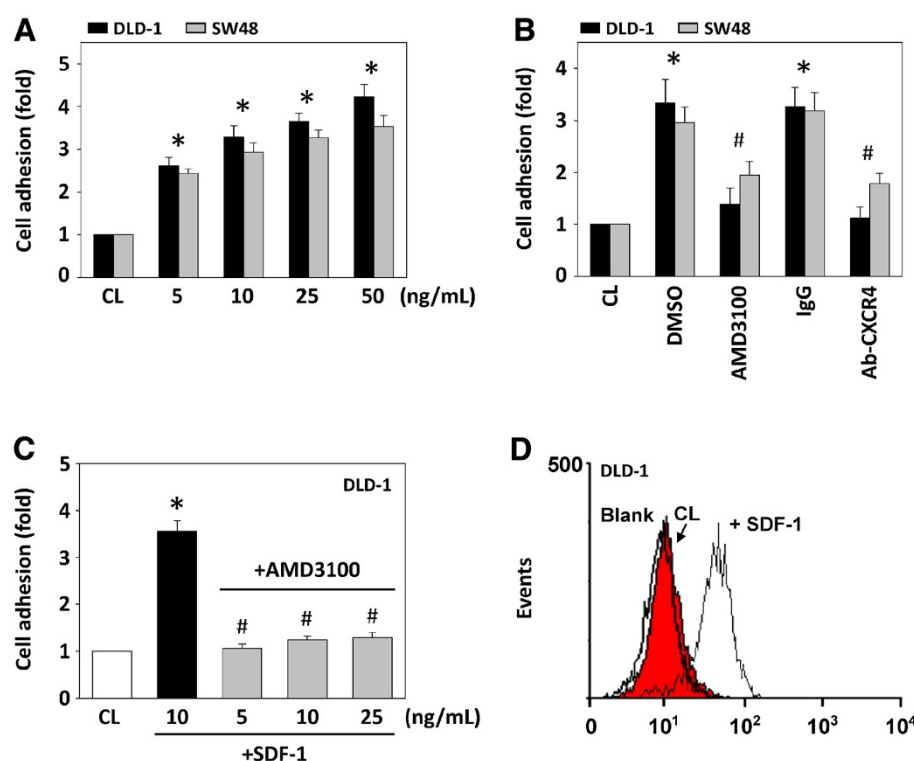 A
DLD-1 SW48
Cell adhesion (fold)
5
4
3
2
1
0
* * * *
CL 5 10 25 50 (ng/mL)
B
DLD-1 SW48
Cell adhesion (fold)
5
4
3
2
1
0
* # * #
CL
DMSO
AMD3100
IgG
Ab-CXCR4
C
Cell adhesion (fold)
5
4
3
2
1
0
DLD-1
*
+AMD3100
# # #
CL 10 5 10 25 (ng/mL)
+SDF-1
D
500
DLD-1
Blank CL + SDF-1
Events
0 10¹ 10² 10³ 10⁴